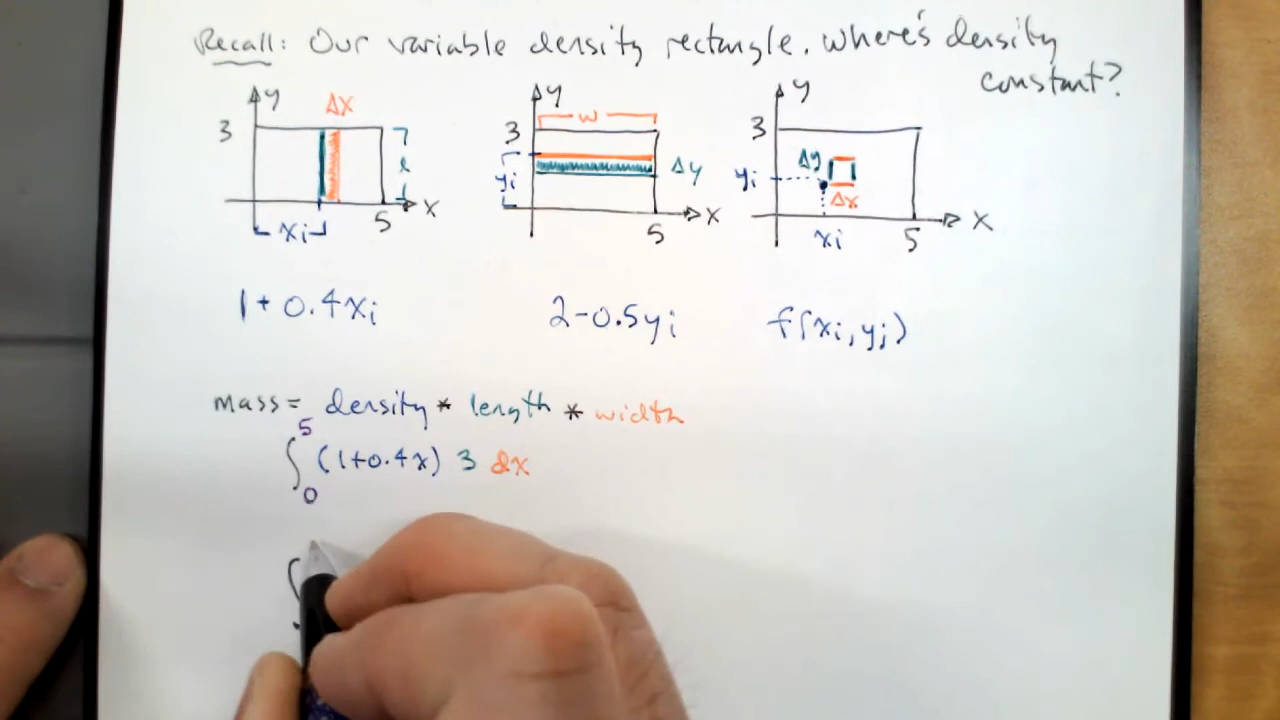 Recall: Our variable density rectangle. Where's density
constant?
y Δx
3 l
x
xi 5
y w
3
yi Δy
x
5
y
3
Δy
yi Δx
x
xi 5
1+0.4xi 2-0.5yi f(xi, yi)
mass = density * length * width
∫₀⁵ (1+0.4x) 3 dx
∫